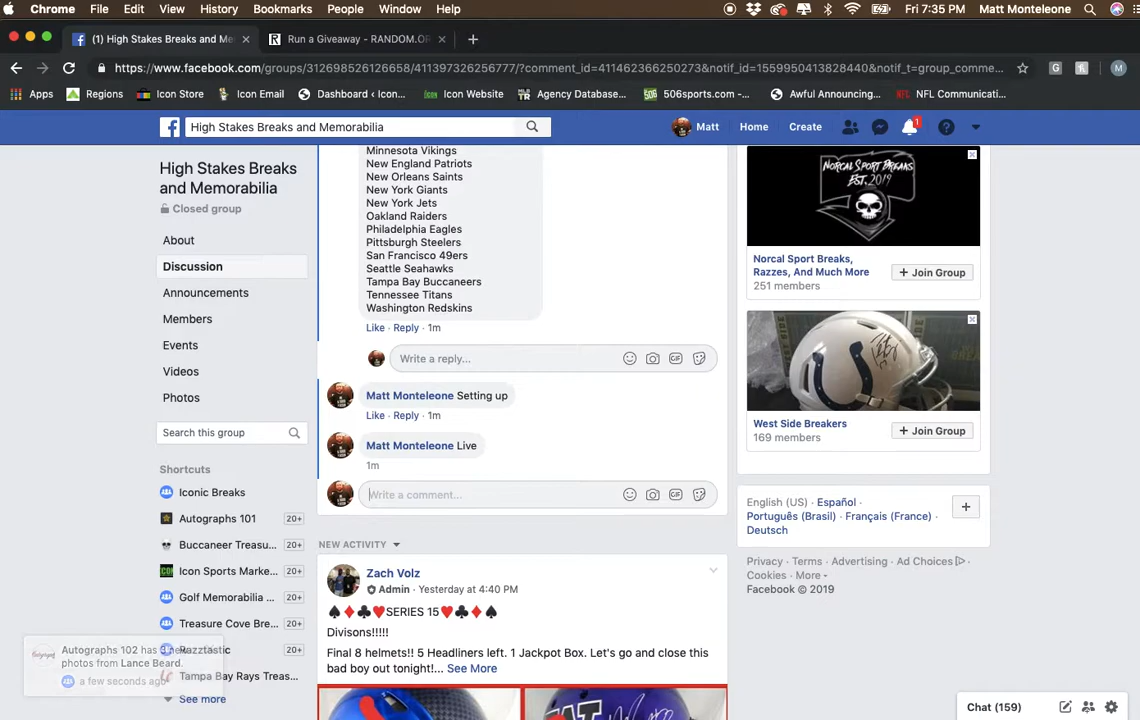 Chrome File Edit View History Bookmarks People Window Help Fri 7:35 PM Matt Monteleone
(1) High Stakes Breaks and Me
Run a Giveaway - RANDOM.OR
https://www.facebook.com/groups/312698526126658/411397326256777/?comment_id=411462366250273&notif_id=1559950413828440&notif_t=group_comme...
G
M
Apps Regions Icon Store Icon Email Dashboard ‹ Icon... Icon Website Agency Database... 506sports.com -... Awful Announcing... NFL Communicati...
High Stakes Breaks and Memorabilia
Matt Home Create 1
High Stakes Breaks
and Memorabilia
Closed group
About
Discussion
Announcements
Members
Events
Videos
Photos
Search this group
Shortcuts
Iconic Breaks
Autographs 101 20+
Buccaneer Treasu... 20+
Icon Sports Marke... 20+
Golf Memorabilia ... 20+
Treasure Cove Bre... 20+
Razztastic 20+
Tampa Bay Rays Treas...
See more
Autographs 102 has
photos from Lance Beard.
a few seconds ago
Minnesota Vikings
New England Patriots
New Orleans Saints
New York Giants
New York Jets
Oakland Raiders
Philadelphia Eagles
Pittsburgh Steelers
San Francisco 49ers
Seattle Seahawks
Tampa Bay Buccaneers
Tennessee Titans
Washington Redskins
Like · Reply · 1m
Write a reply...
Matt Monteleone Setting up
Like · Reply · 1m
Matt Monteleone Live
1m
Write a comment...
NEW ACTIVITY
Zach Volz
Admin · Yesterday at 4:40 PM
♠♦♣♥SERIES 15♥♣♦♠
Divisons!!!!!
Final 8 helmets!! 5 Headliners left. 1 Jackpot Box. Let's go and close this
bad boy out tonight!... See More
NORCAL SPORT BREAKS
EST. 2019
Norcal Sport Breaks,
Razzes, And Much More
251 members
+ Join Group
West Side Breakers
169 members
+ Join Group
English (US) · Español ·
Português (Brasil) · Français (France) ·
Deutsch
Privacy · Terms · Advertising · Ad Choices ·
Cookies · More
Facebook © 2019
Chat (159)